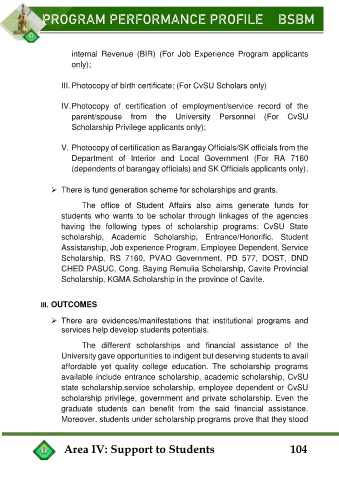 PROGRAM PERFORMANCE PROFILE BSBM
internal Revenue (BIR) (For Job Experience Program applicants
only);
III. Photocopy of birth certificate; (For CvSU Scholars only)
IV.Photocopy of certification of employment/service record of the
parent/spouse from the University Personnel (For CvSU
Scholarship Privilege applicants only);
V. Photocopy of certification as Barangay Officials/SK officials from the
Department of Interior and Local Government (For RA 7160
(dependents of barangay officials) and SK Officials applicants only).
➢ There is fund generation scheme for scholarships and grants.
The office of Student Affairs also aims generate funds for
students who wants to be scholar through linkages of the agencies
having the following types of scholarship programs: CvSU State
scholarship, Academic Scholarship, Entrance/Honorific, Student
Assistanship, Job experience Program, Employee Dependent, Service
Scholarship, RS 7160, PVAO Government, PD 577, DOST, DND
CHED PASUC, Cong. Baying Remulia Scholarship, Cavite Provincial
Scholarship, KGMA Scholarship in the province of Cavite.
III. OUTCOMES
➢ There are evidences/manifestations that institutional programs and
services help develop students potentials.
The different scholarships and financial assistance of the
University gave opportunities to indigent but deserving students to avail
affordable yet quality college education. The scholarship programs
available include entrance scholarship, academic scholarship, CvSU
state scholarship,service scholarship, employee dependent or CvSU
scholarship privilege, government and private scholarship. Even the
graduate students can benefit from the said financial assistance.
Moreover, students under scholarship programs prove that they stood
Area IV: Support to Students 104